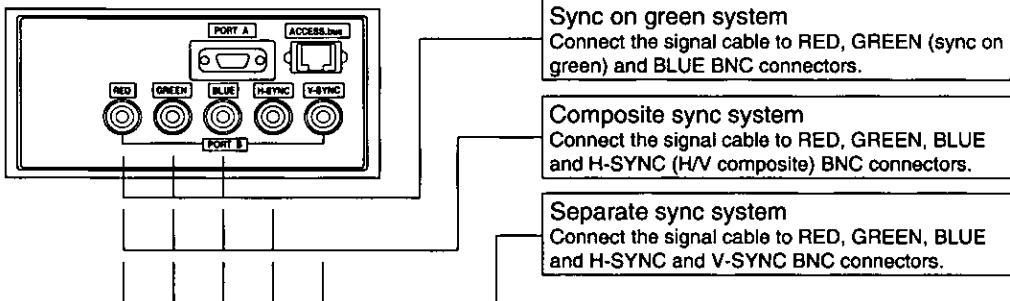 PORT A
ACCESS.bus
RED
GREEN
BLUE
H-SYNC
V-SYNC
PORT B
Sync on green system
Connect the signal cable to RED, GREEN (sync on
green) and BLUE BNC connectors.
Composite sync system
Connect the signal cable to RED, GREEN, BLUE
and H-SYNC (H/V composite) BNC connectors.
Separate sync system
Connect the signal cable to RED, GREEN, BLUE
and H-SYNC and V-SYNC BNC connectors.